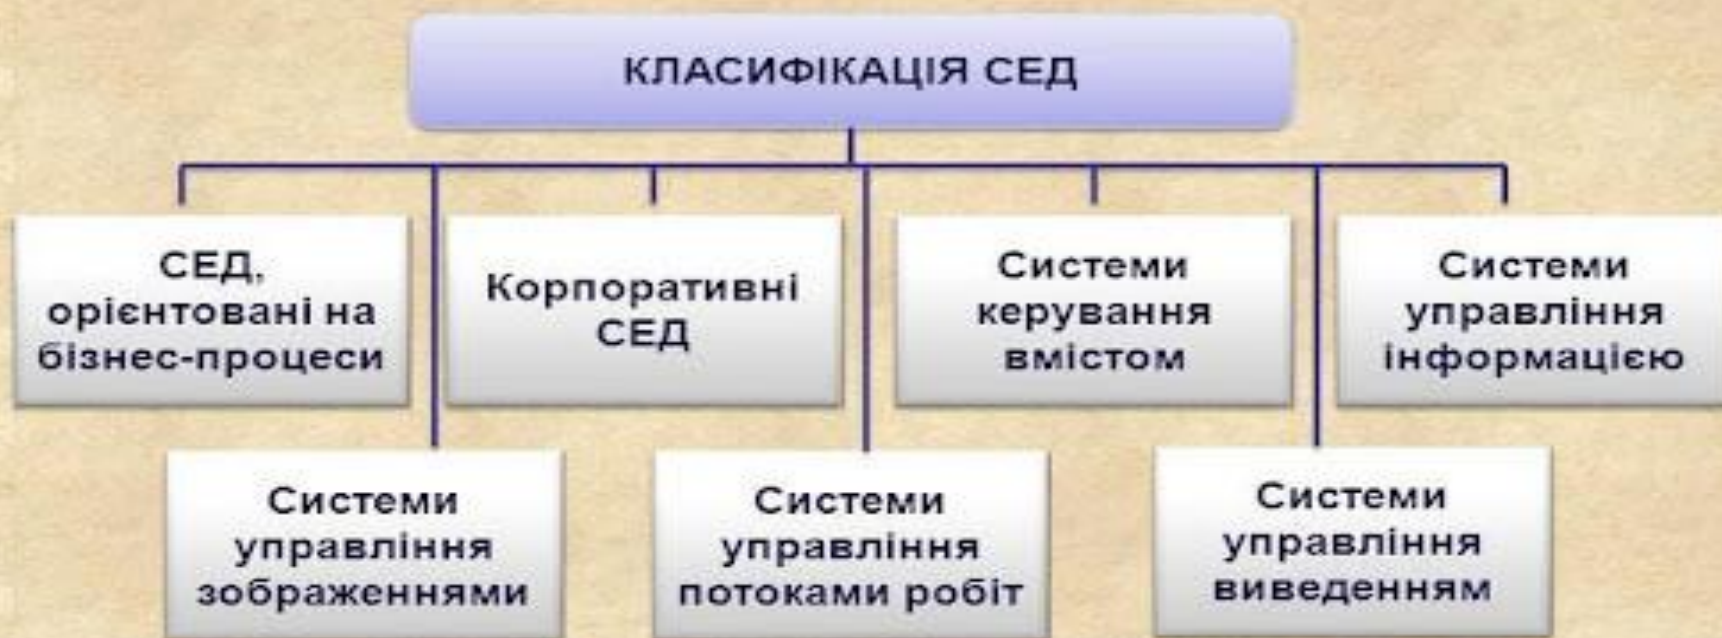 КЛАСИФІКАЦІЯ СЕД
СЕД,
орієнтовані на
бізнес-процеси
Корпоративні
СЕД
Системи
керування
вмістом
Системи
управління
інформацією
Системи
управління
зображеннями
Системи
управління
потоками робіт
Системи
управління
виведенням